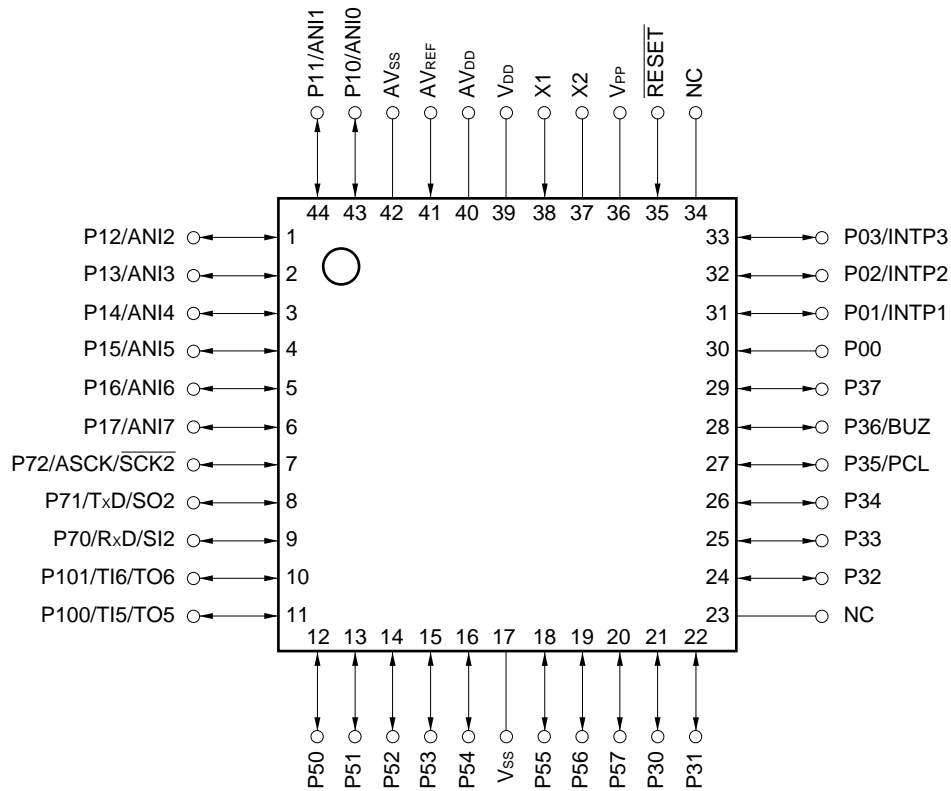 P11/ANI1
P10/ANI0
AVSS
AVREF
AVDD
VDD
X1
X2
VPP
RESET
NC
44 43 42 41 40 39 38 37 36 35 34
P12/ANI2 1 33 P03/INTP3
P13/ANI3 2 32 P02/INTP2
P14/ANI4 3 31 P01/INTP1
P15/ANI5 4 30 P00
P16/ANI6 5 29 P37
P17/ANI7 6 28 P36/BUZ
P72/ASCK/SCK2 7 27 P35/PCL
P71/TxD/SO2 8 26 P34
P70/RxD/SI2 9 25 P33
P101/TI6/TO6 10 24 P32
P100/TI5/TO5 11 23 NC
12 13 14 15 16 17 18 19 20 21 22
P50
P51
P52
P53
P54
VSS
P55
P56
P57
P30
P31